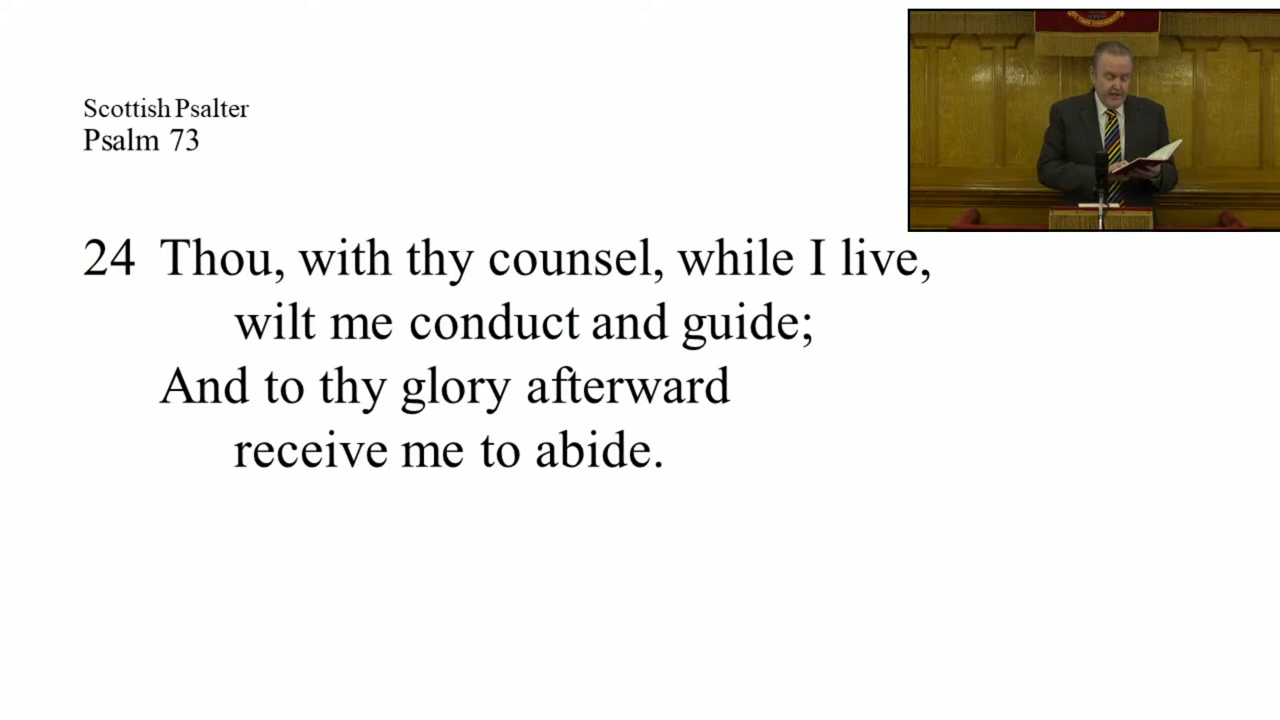 Scottish Psalter
Psalm 73
24 Thou, with thy counsel, while I live,
wilt me conduct and guide;
And to thy glory afterward
receive me to abide.